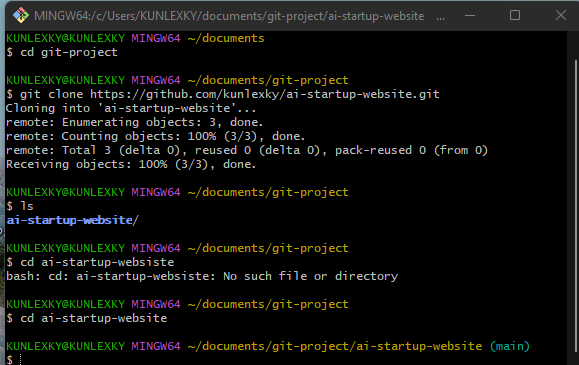 MINGW64:/c/Users/KUNLEXKY/documents/git-project/ai-startup-website ...
KUNLEXKY@KUNLEXKY MINGW64 ~/documents
$ cd git-project
KUNLEXKY@KUNLEXKY MINGW64 ~/documents/git-project
$ git clone https://github.com/kunlexky/ai-startup-website.git
Cloning into 'ai-startup-website'...
remote: Enumerating objects: 3, done.
remote: Counting objects: 100% (3/3), done.
remote: Total 3 (delta 0), reused 0 (delta 0), pack-reused 0 (from 0)
Receiving objects: 100% (3/3), done.
KUNLEXKY@KUNLEXKY MINGW64 ~/documents/git-project
$ ls
ai-startup-website/
KUNLEXKY@KUNLEXKY MINGW64 ~/documents/git-project
$ cd ai-startup-websiste
bash: cd: ai-startup-websiste: No such file or directory
KUNLEXKY@KUNLEXKY MINGW64 ~/documents/git-project
$ cd ai-startup-website
KUNLEXKY@KUNLEXKY MINGW64 ~/documents/git-project/ai-startup-website (main)
$